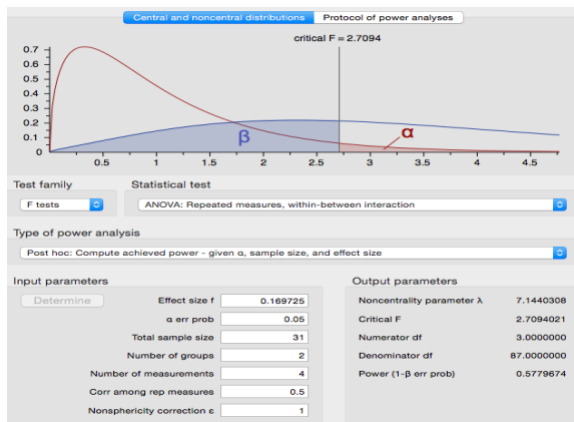 Central and noncentral distributions Protocol of power analyses
critical F = 2.7094
0.7
0.6
0.5
0.4
0.3
0.2
0.1
0
β
α
0.5 1 1.5 2 2.5 3 3.5 4 4.5
Test family Statistical test
F tests ANOVA: Repeated measures, within-between interaction
Type of power analysis
Post hoc: Compute achieved power - given α, sample size, and effect size
Input parameters Output parameters
Determine Effect size f 0.169725 Noncentrality parameter λ 7.1440308
α err prob 0.05 Critical F 2.7094021
Total sample size 31 Numerator df 3.0000000
Number of groups 2 Denominator df 87.0000000
Number of measurements 4 Power (1-β err prob) 0.5779674
Corr among rep measures 0.5
Nonsphericity correction ε 1